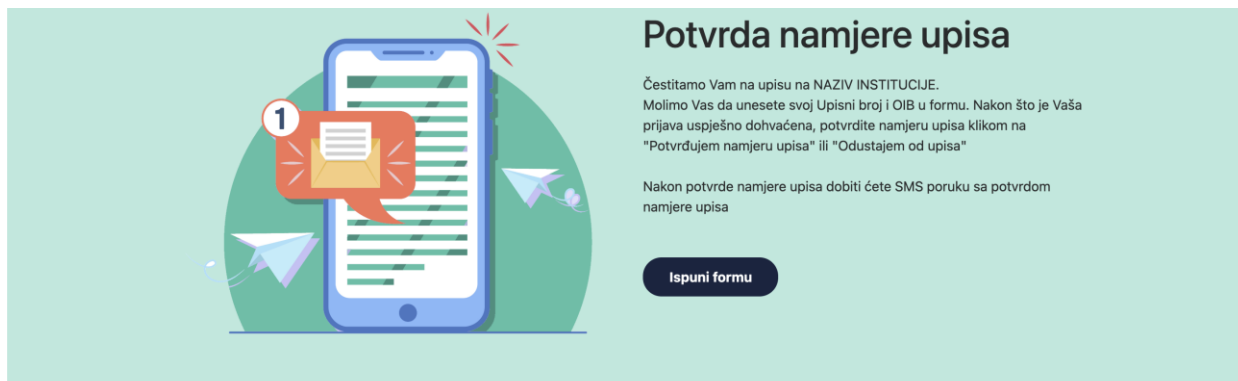 Potvrda namjere upisa
Čestitamo Vam na upisu na NAZIV INSTITUCIJE.
Molimo Vas da unesete svoj Upisni broj i OIB u formu. Nakon što je Vaša
prijava uspješno dohvaćena, potvrdite namjeru upisa klikom na
"Potvrđujem namjeru upisa" ili "Odustajem od upisa"
Nakon potvrde namjere upisa dobiti ćete SMS poruku sa potvrdom
namjere upisa
Ispuni formu
1